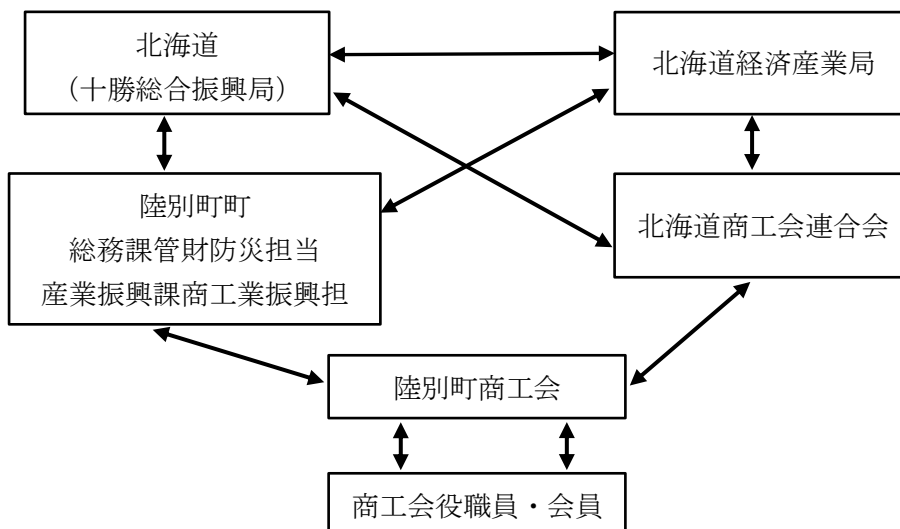 北海道
（十勝総合振興局）
北海道経済産業局
陸別町町
総務課管財防災担当
産業振興課商工業振興担
北海道商工会連合会
陸別町商工会
商工会役職員・会員